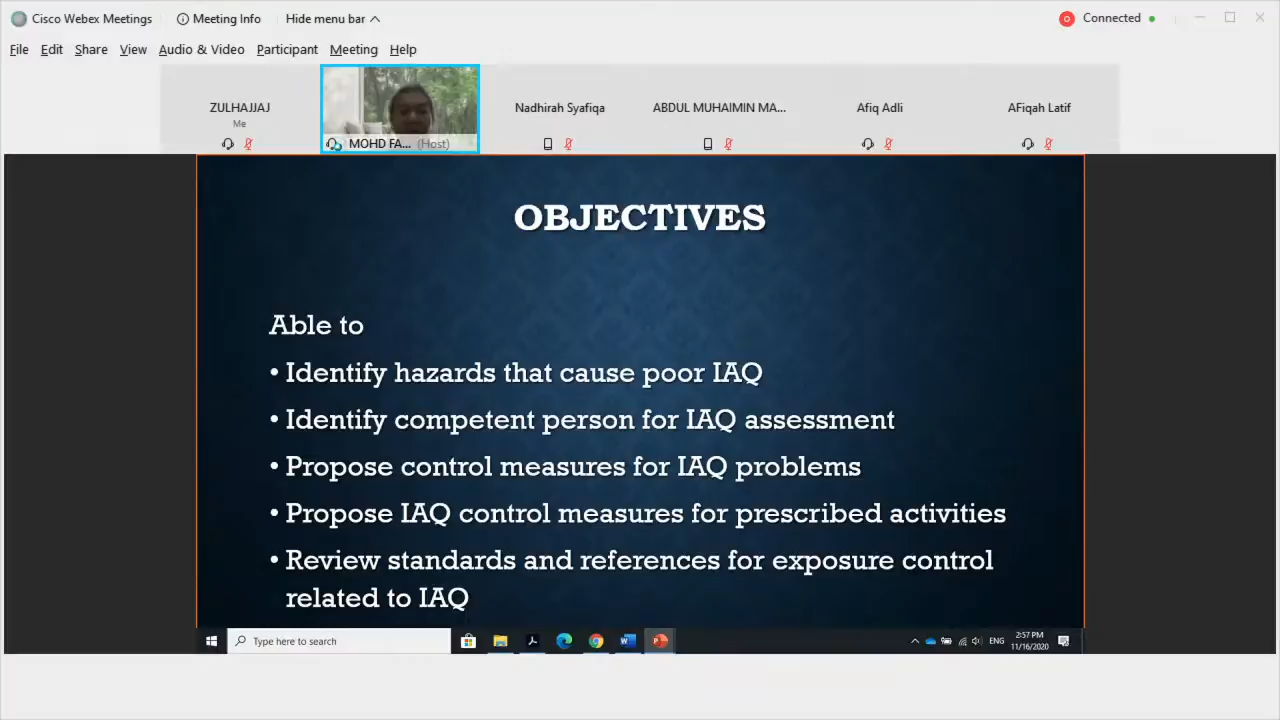 Cisco Webex Meetings
Meeting Info
Hide menu bar
Connected
File Edit Share View Audio & Video Participant Meeting Help
ZULHAJJAJ
Me
MOHD FA... (Host)
Nadhirah Syafiqa
ABDUL MUHAIMIN MA...
Afiq Adli
AFiqah Latif
OBJECTIVES
Able to
• Identify hazards that cause poor IAQ
• Identify competent person for IAQ assessment
• Propose control measures for IAQ problems
• Propose IAQ control measures for prescribed activities
• Review standards and references for exposure control
related to IAQ
Type here to search
ENG
2:57 PM
11/16/2020